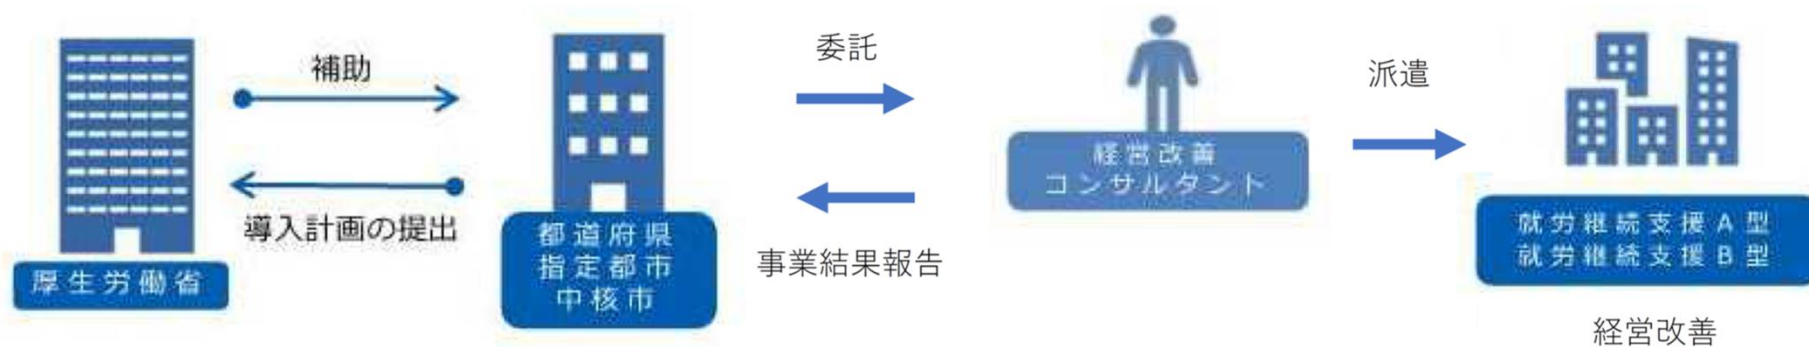 補助
導入計画の提出
厚生労働省
都道府県
指定都市
中核市
委託
事業結果報告
経営改善
コンサルタント
派遣
就労継続支援A型
就労継続支援B型
経営改善